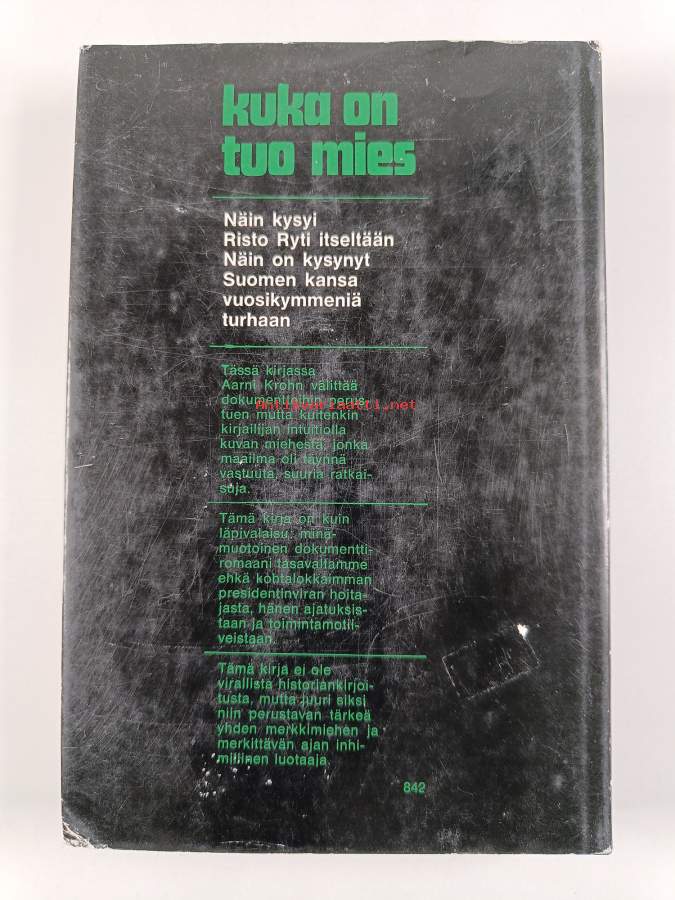 kuka on
tuo mies
Näin kysyi
Risto Ryti itseltään
Näin on kysynyt
Suomen kansa
vuosikymmeniä
turhaan
Tässä kirjassa
Aarni Krohn välittää
dokumentteihin perus-
tuen mutta kuitenkin
kirjailijan intuitiolla
kuvan miehestä, jonka
maailma oli täynnä
vastuuta, suuria ratkai-
suja.
Antikvariaatti.net
Tämä kirja on kuin
läpivalaisu: minä-
muotoinen dokumentti-
romaani tasavaltamme
ehkä kohtalokkaimman
presidentinviran hoita-
jasta, hänen ajatuksis-
taan ja toimintamotii-
veistaan.
Tämä kirja ei ole
virallista historiankirjoi-
tusta, mutta juuri siksi
niin perustavan tärkeä
yhden merkkimiehen ja
merkittävän ajan inhi-
millinen luotaaja.
842